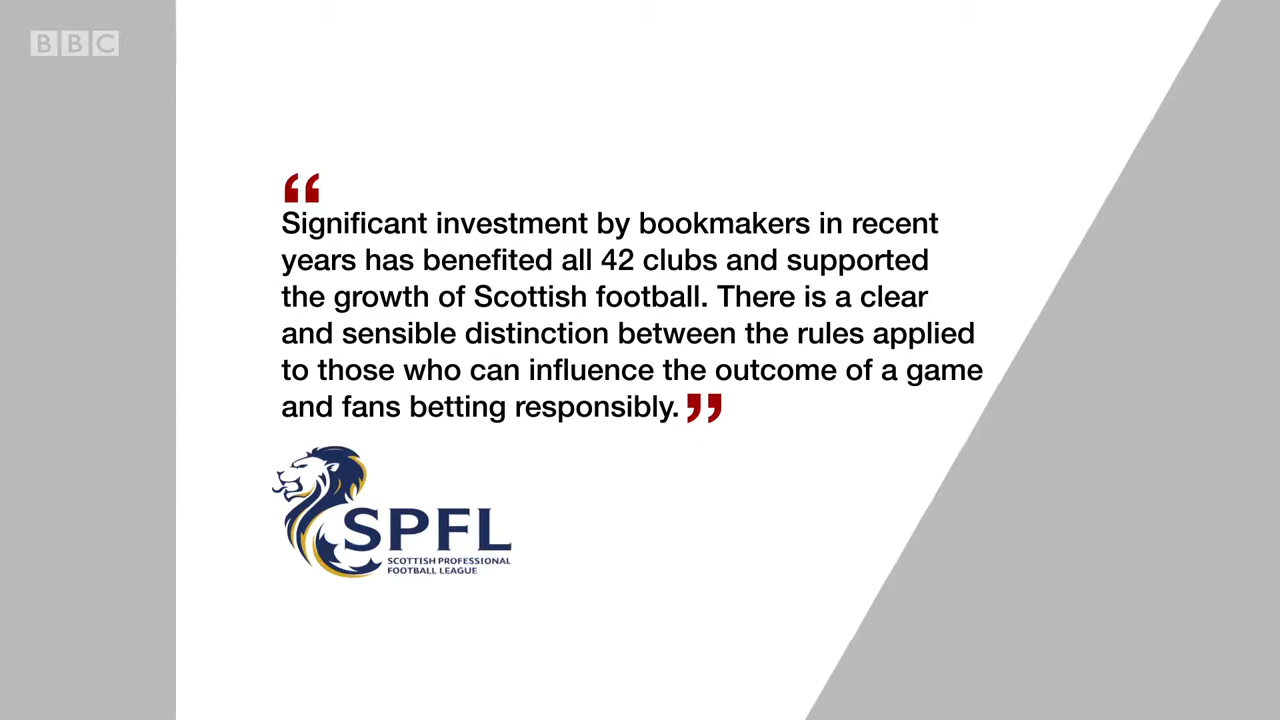 BBC
“
Significant investment by bookmakers in recent
years has benefited all 42 clubs and supported
the growth of Scottish football. There is a clear
and sensible distinction between the rules applied
to those who can influence the outcome of a game
and fans betting responsibly. ”
SPFL
SCOTTISH PROFESSIONAL
FOOTBALL LEAGUE